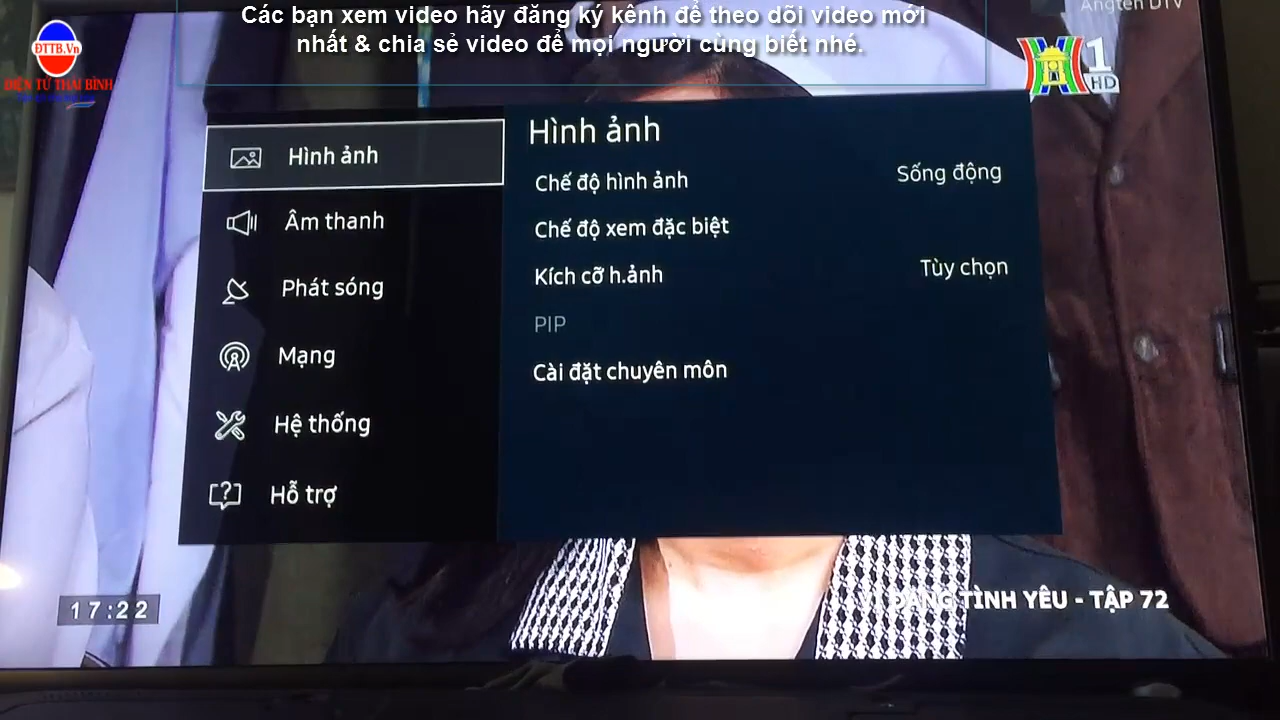 Các bạn xem video hãy đăng ký kênh để theo dõi video mới
nhất & chia sẻ video để mọi người cùng biết nhé.
Ăngten DTV
ĐTTB.Vn
ĐIỆN TỬ THÁI BÌNH
1
HD
Hình ảnh
Âm thanh
Phát sóng
Mạng
Hệ thống
Hỗ trợ
Hình ảnh
Chế độ hình ảnh Sống động
Chế độ xem đặc biệt
Kích cỡ h.ảnh Tùy chọn
PIP
Cài đặt chuyên môn
17:22
TÌNH YÊU - TẬP 72